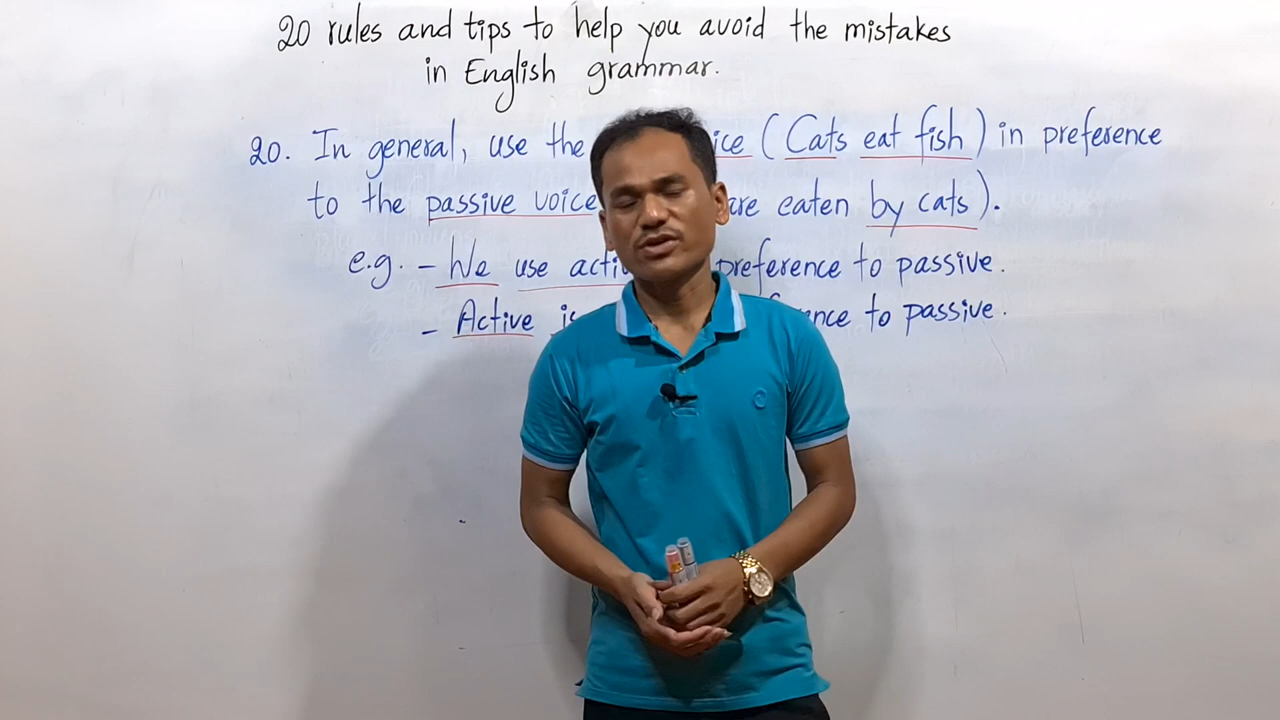 20 rules and tips to help you avoid the mistakes
in English grammar.
20. In general, use the ice (Cats eat fish) in preference
to the passive voice are eaten by cats).
e.g. - We use acti preference to passive.
- Active is ence to passive.